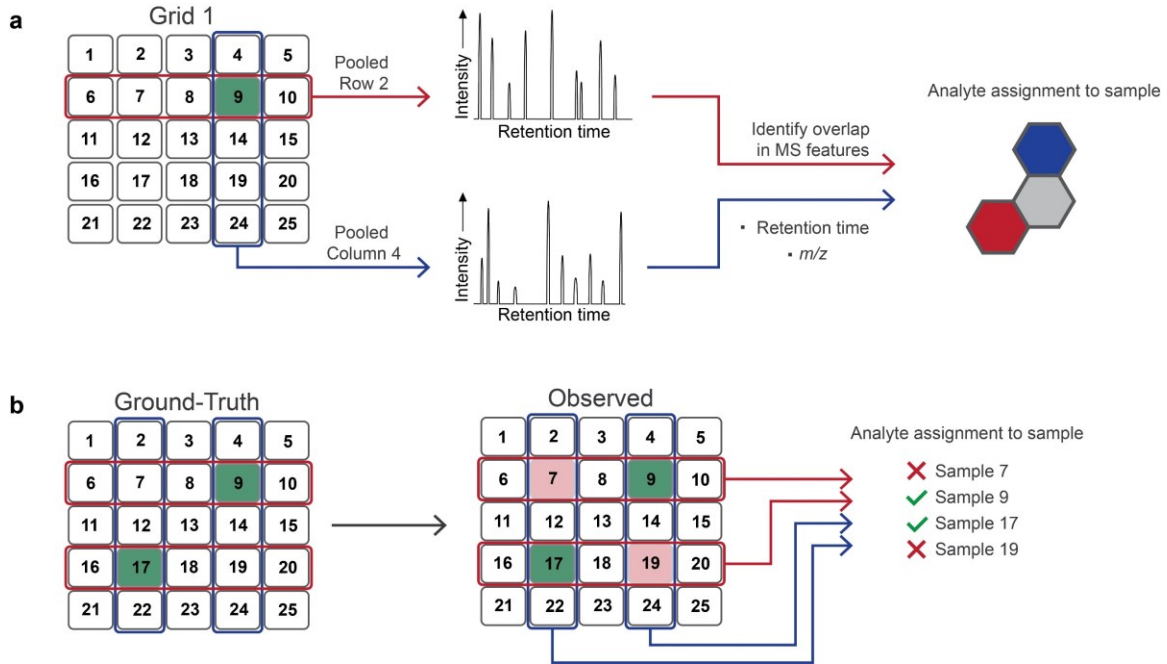 a
Grid 1
1 2 3 4 5
6 7 8 9 10
11 12 13 14 15
16 17 18 19 20
21 22 23 24 25
Pooled
Row 2
Pooled
Column 4
Intensity
Retention time
Intensity
Retention time
Identify overlap
in MS features
▪ Retention time
▪ m/z
Analyte assignment to sample
b
Ground-Truth
1 2 3 4 5
6 7 8 9 10
11 12 13 14 15
16 17 18 19 20
21 22 23 24 25
Observed
1 2 3 4 5
6 7 8 9 10
11 12 13 14 15
16 17 18 19 20
21 22 23 24 25
Analyte assignment to sample
Sample 7
Sample 9
Sample 17
Sample 19